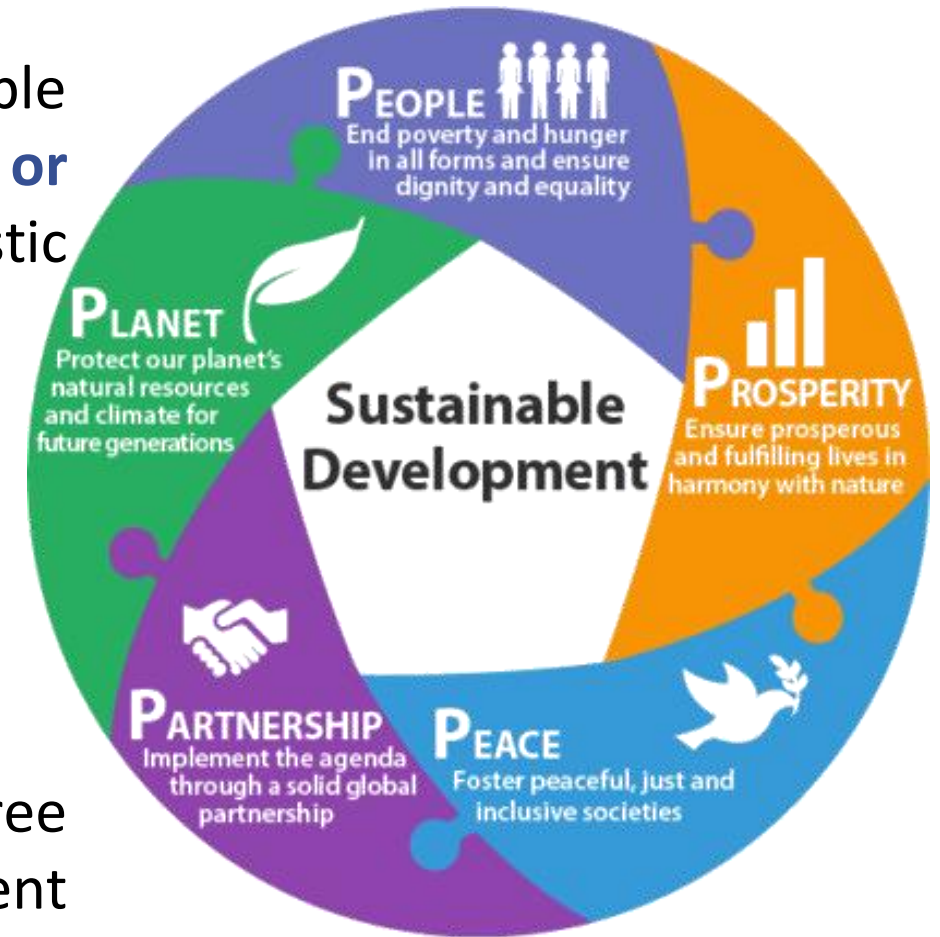 ple
or
stic
ree
ent
PEOPLE
End poverty and hunger
in all forms and ensure
dignity and equality
PROSPERITY
Ensure prosperous
and fulfilling lives in
harmony with nature
PEACE
Foster peaceful, just and
inclusive societies
PARTNERSHIP
Implement the agenda
through a solid global
partnership
PLANET
Protect our planet's
natural resources
and climate for
future generations
Sustainable
Development